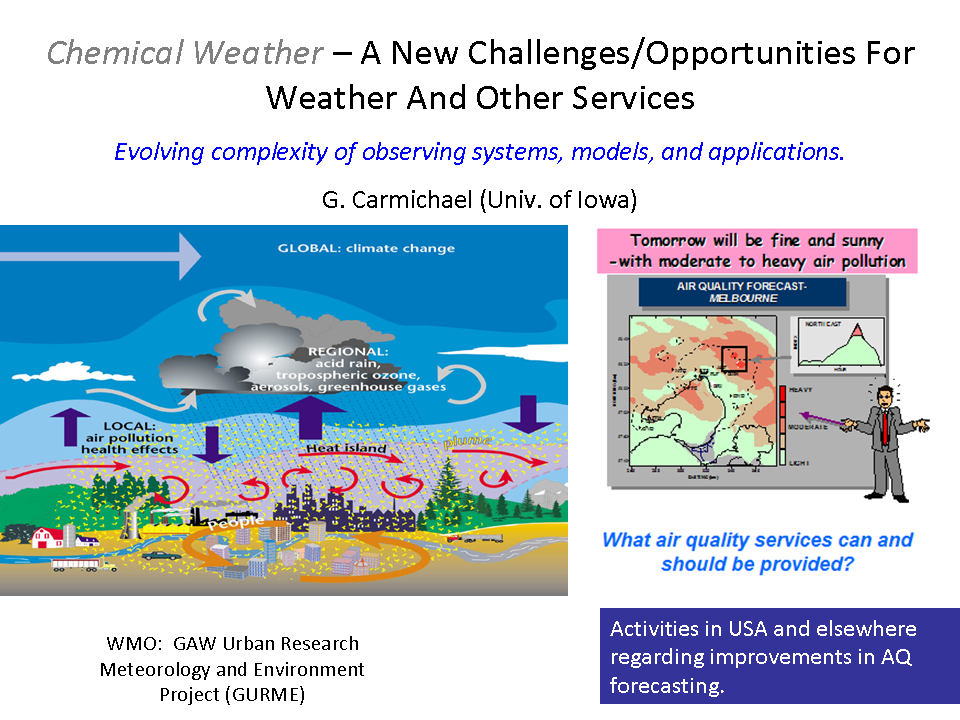 Chemical Weather – A New Challenges/Opportunities For
Weather And Other Services
Evolving complexity of observing systems, models, and applications.
G. Carmichael (Univ. of Iowa)
GLOBAL: climate change
REGIONAL:
acid rain,
tropospheric ozone,
aerosols, greenhouse gases
LOCAL:
air pollution
health effects
Heat island
plume
People
Tomorrow will be fine and sunny
-with moderate to heavy air pollution
AIR QUALITY FORECAST-
MELBOURNE
NORTH EAST
INDEX
HOUR
HEAVY
MODERATE
LIGHT
What air quality services can and
should be provided?
WMO:  GAW Urban Research
Meteorology and Environment
Project (GURME)
Activities in USA and elsewhere
regarding improvements in AQ
forecasting.